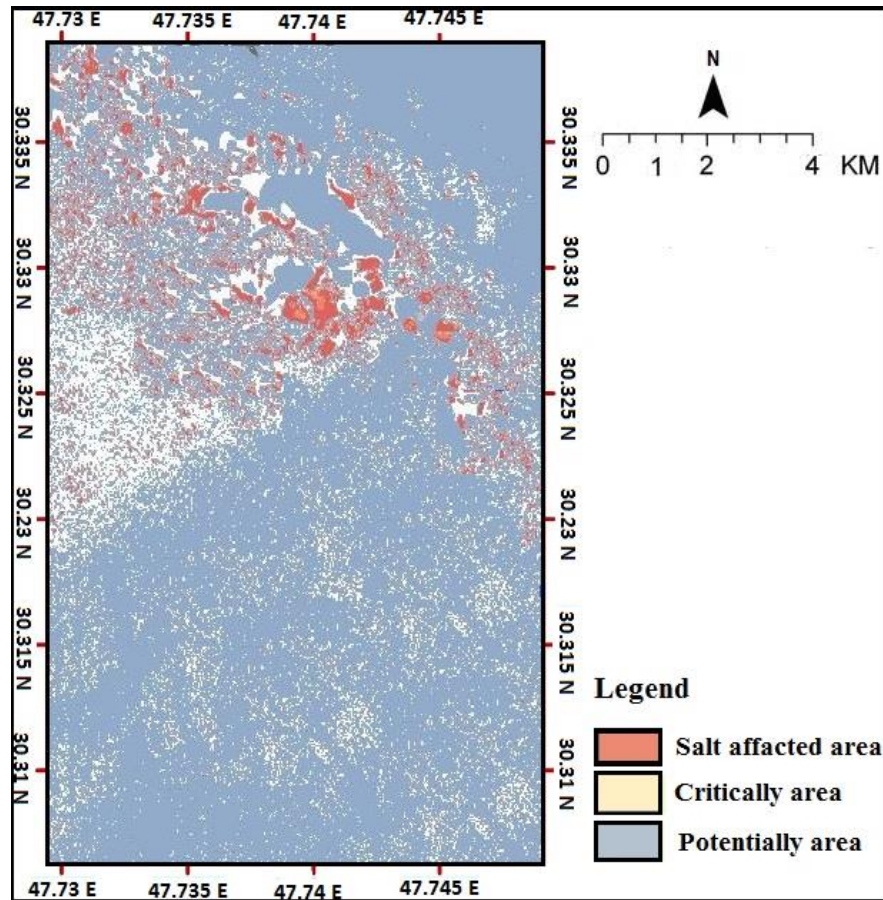 47.73 E 47.735 E 47.74 E 47.745 E
N
30.335 N 30.335 N
0 1 2 4 KM
30.33 N 30.33 N
30.325 N 30.325 N
30.23 N 30.23 N
30.315 N 30.315 N
Legend
Salt affacted area
30.31 N 30.31 N
Critically area
Potentially area
47.73 E 47.735 E 47.74 E 47.745 E